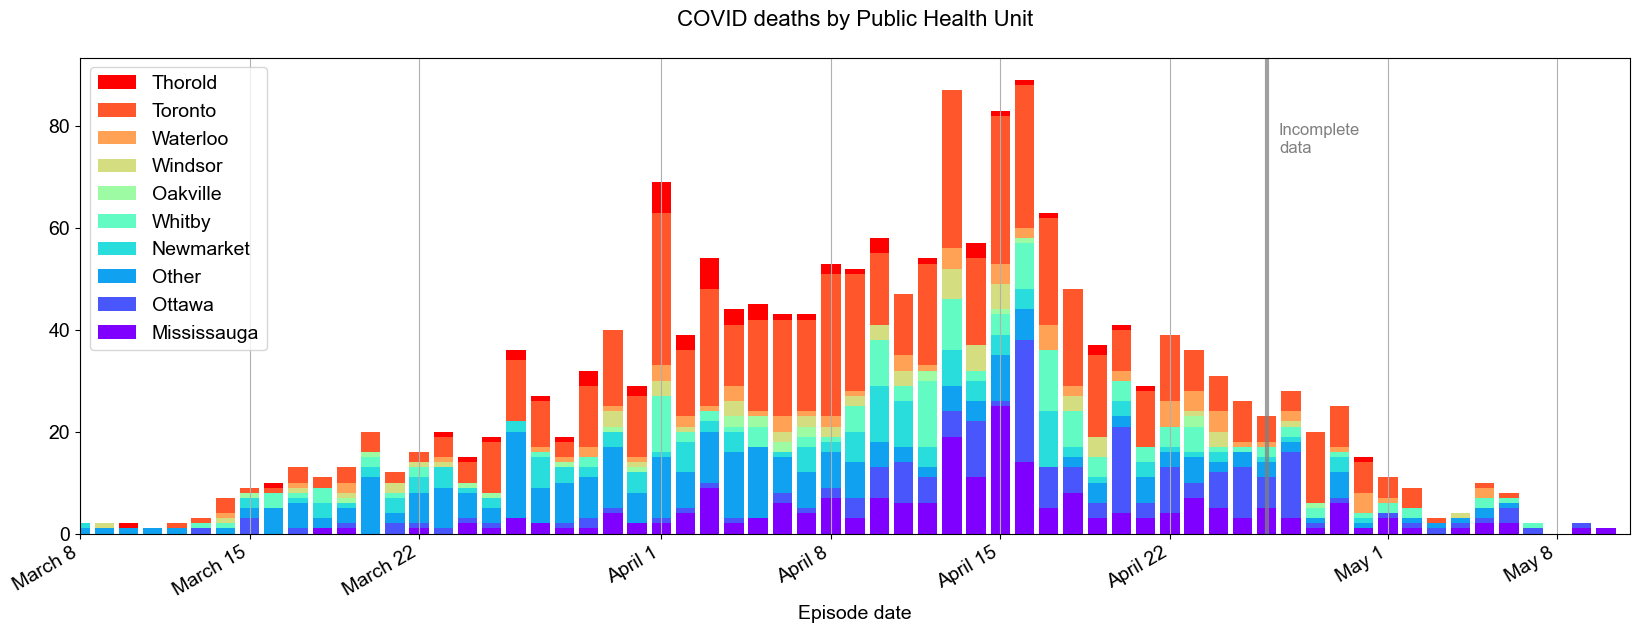 COVID deaths by Public Health Unit
Thorold
Toronto
Waterloo
Windsor
Oakville
Whitby
Newmarket
Other
Ottawa
Mississauga
Incomplete
data
80
60
40
20
0
March 8
March 15
March 22
April 1
April 8
April 15
April 22
May 1
May 8
Episode date